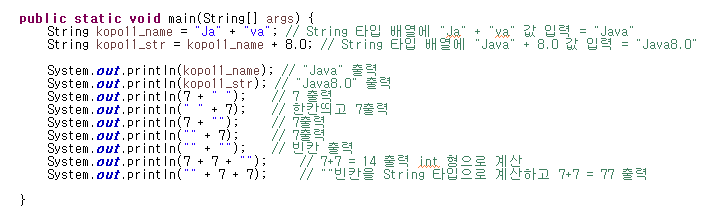 public static void main(String[] args) {
String kopo11_name = "Ja" + "va"; // String 타입 배열에 "Ja" + "va" 값 입력 = "Java"
String kopo11_str = kopo11_name + 8.0; // String 타입 배열에 "Java" + 8.0 값 입력 = "Java8.0"
System.out.println(kopo11_name); // "Java" 출력
System.out.println(kopo11_str); // "Java8.0" 출력
System.out.println(7 + " "); // 7 출력
System.out.println(" " + 7); // 한칸띄고 7출력
System.out.println(7 + ""); // 7출력
System.out.println("" + 7); // 7출력
System.out.println("" + ""); // 빈칸 출력
System.out.println(7 + 7 + ""); // 7+7 = 14 출력 int 형으로 계산
System.out.println("" + 7 + 7); // ""빈칸을 String 타입으로 계산하고 7+7 = 77 출력
}